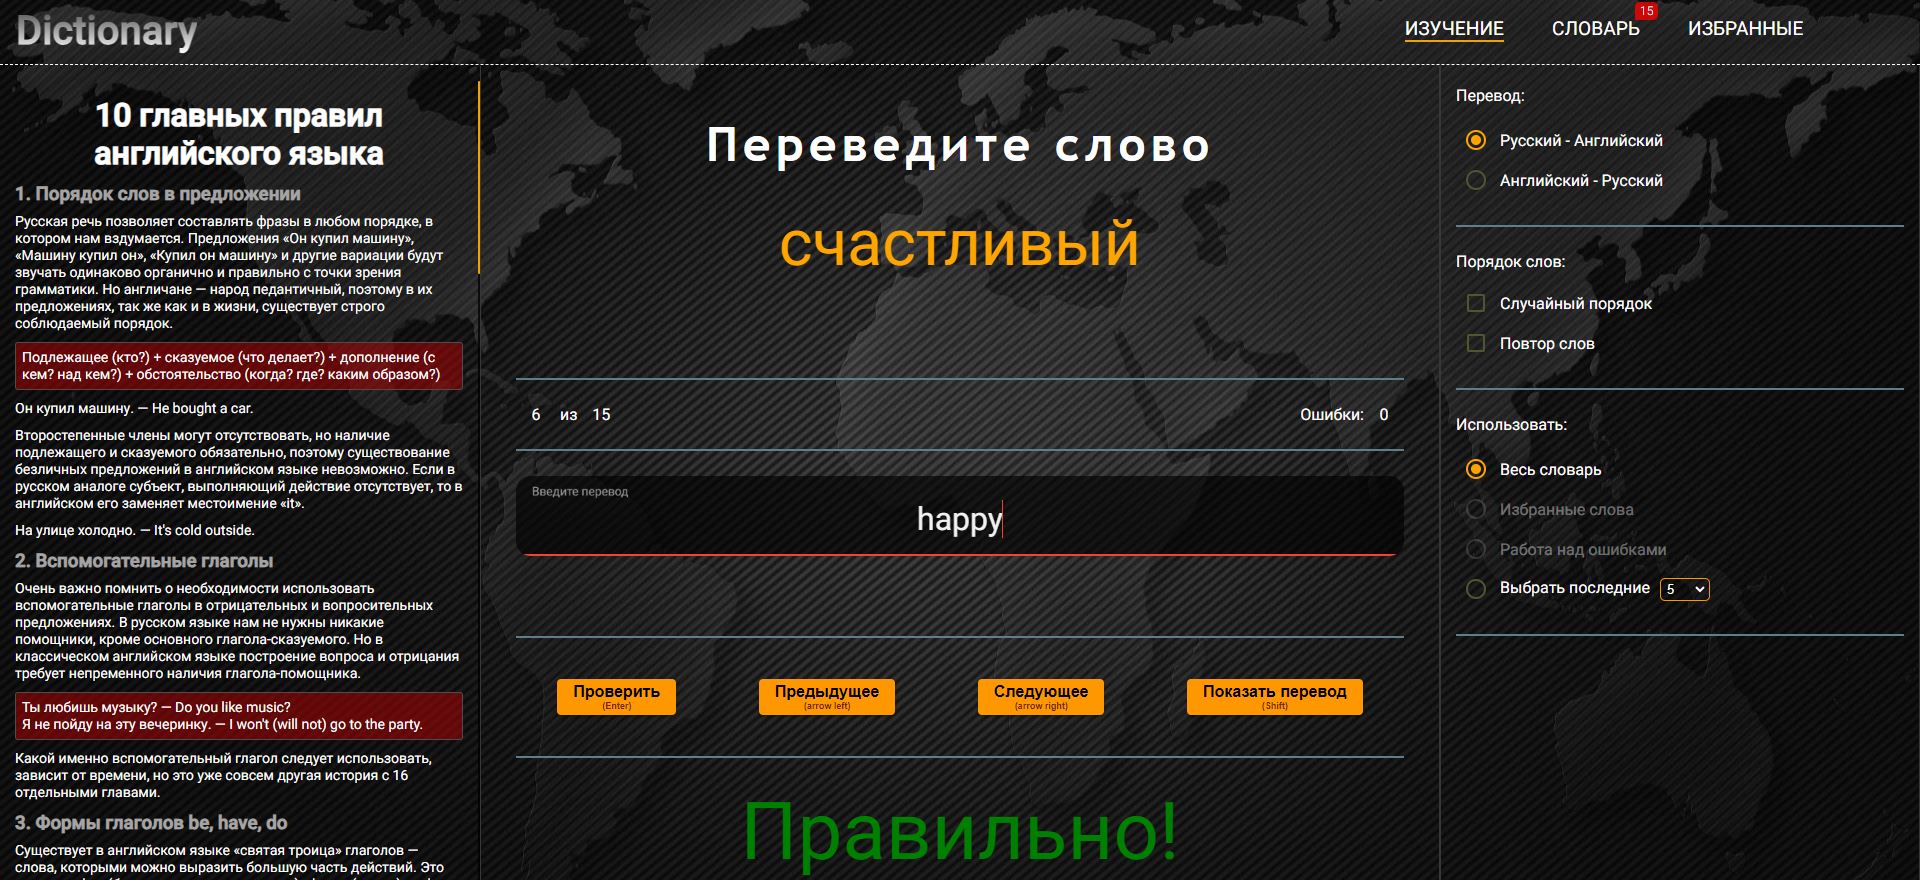 Dictionary
ИЗУЧЕНИЕ
СЛОВАРЬ
15
ИЗБРАННЫЕ
10 главных правил
английского языка
1. Порядок слов в предложении
Русская речь позволяет составлять фразы в любом порядке, в
котором нам вздумается. Предложения «Он купил машину»,
«Машину купил он», «Купил он машину» и другие вариации будут
звучать одинаково органично и правильно с точки зрения
грамматики. Но англичане — народ педантичный, поэтому в их
предложениях, так же как и в жизни, существует строго
соблюдаемый порядок.
Подлежащее (кто?) + сказуемое (что делает?) + дополнение (с
кем? над кем?) + обстоятельство (когда? где? каким образом?)
Он купил машину. — He bought a car.
Второстепенные члены могут отсутствовать, но наличие
подлежащего и сказуемого обязательно, поэтому существование
безличных предложений в английском языке невозможно. Если в
русском аналоге субъект, выполняющий действие отсутствует, то в
английском его заменяет местоимение «it».
На улице холодно. — It's cold outside.
2. Вспомогательные глаголы
Очень важно помнить о необходимости использовать
вспомогательные глаголы в отрицательных и вопросительных
предложениях. В русском языке нам не нужны никакие
помощники, кроме основного глагола-сказуемого. Но в
классическом английском языке построение вопроса и отрицания
требует непременного наличия глагола-помощника.
Ты любишь музыку? — Do you like music?
Я не пойду на эту вечеринку. — I won't (will not) go to the party.
Какой именно вспомогательный глагол следует использовать,
зависит от времени, но это уже совсем другая история с 16
отдельными главами.
3. Формы глаголов be, have, do
Существует в английском языке «святая троица» глаголов —
слова, которыми можно выразить большую часть действий. Это
Переведите слово
счастливый
6 из 15
Ошибки: 0
Введите перевод
happy
Проверить
(Enter)
Предыдущее
(arrow left)
Следующее
(arrow right)
Показать перевод
(Shift)
Правильно!
Перевод:
Русский - Английский
Английский - Русский
Порядок слов:
Случайный порядок
Повтор слов
Использовать:
Весь словарь
Избранные слова
Работа над ошибками
Выбрать последние 5